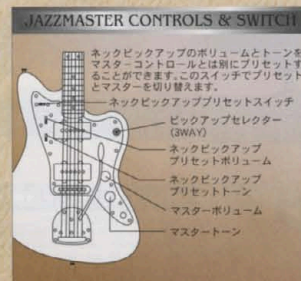 JAZZMASTER CONTROLS & SWITCH
ネックピックアップのボリュームとトーンを
マスターコントロールとは別にプリセットす
ることができます。このスイッチでプリセット
とマスターを切り替えます。
ネックピックアッププリセットスイッチ
ピックアップセレクター
(3WAY)
ネックピックアップ
プリセットボリューム
ネックピックアップ
プリセットトーン
マスターボリューム
マスタートーン